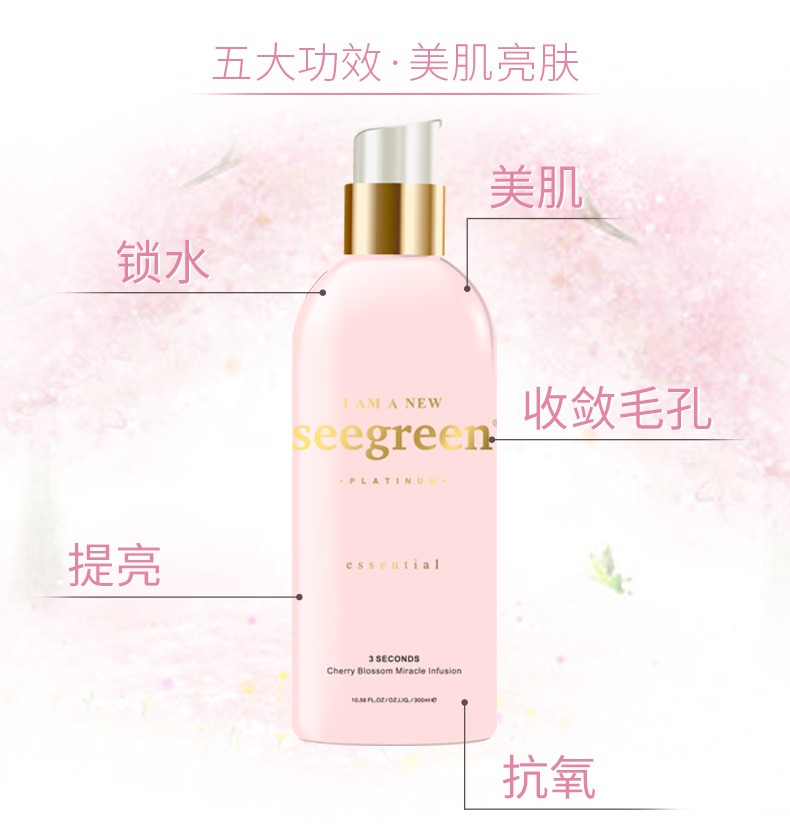 五大功效·美肌亮肤
美肌
锁水
I AM A NEW
seegreen®
·PLATINUM·
收敛毛孔
提亮
essential
3 SECONDS
Cherry Blossom Miracle Infusion
10.56 FL.OZ/OZ.LIQ./300ml℮
抗氧